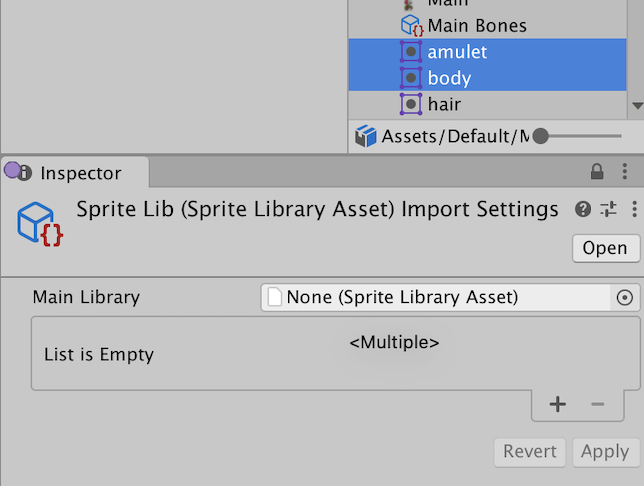 Main
Main Bones
amulet
body
hair
Assets/Default/M
Inspector
Sprite Lib (Sprite Library Asset) Import Settings
Open
Main Library
None (Sprite Library Asset)
<Multiple>
List is Empty
Revert
Apply